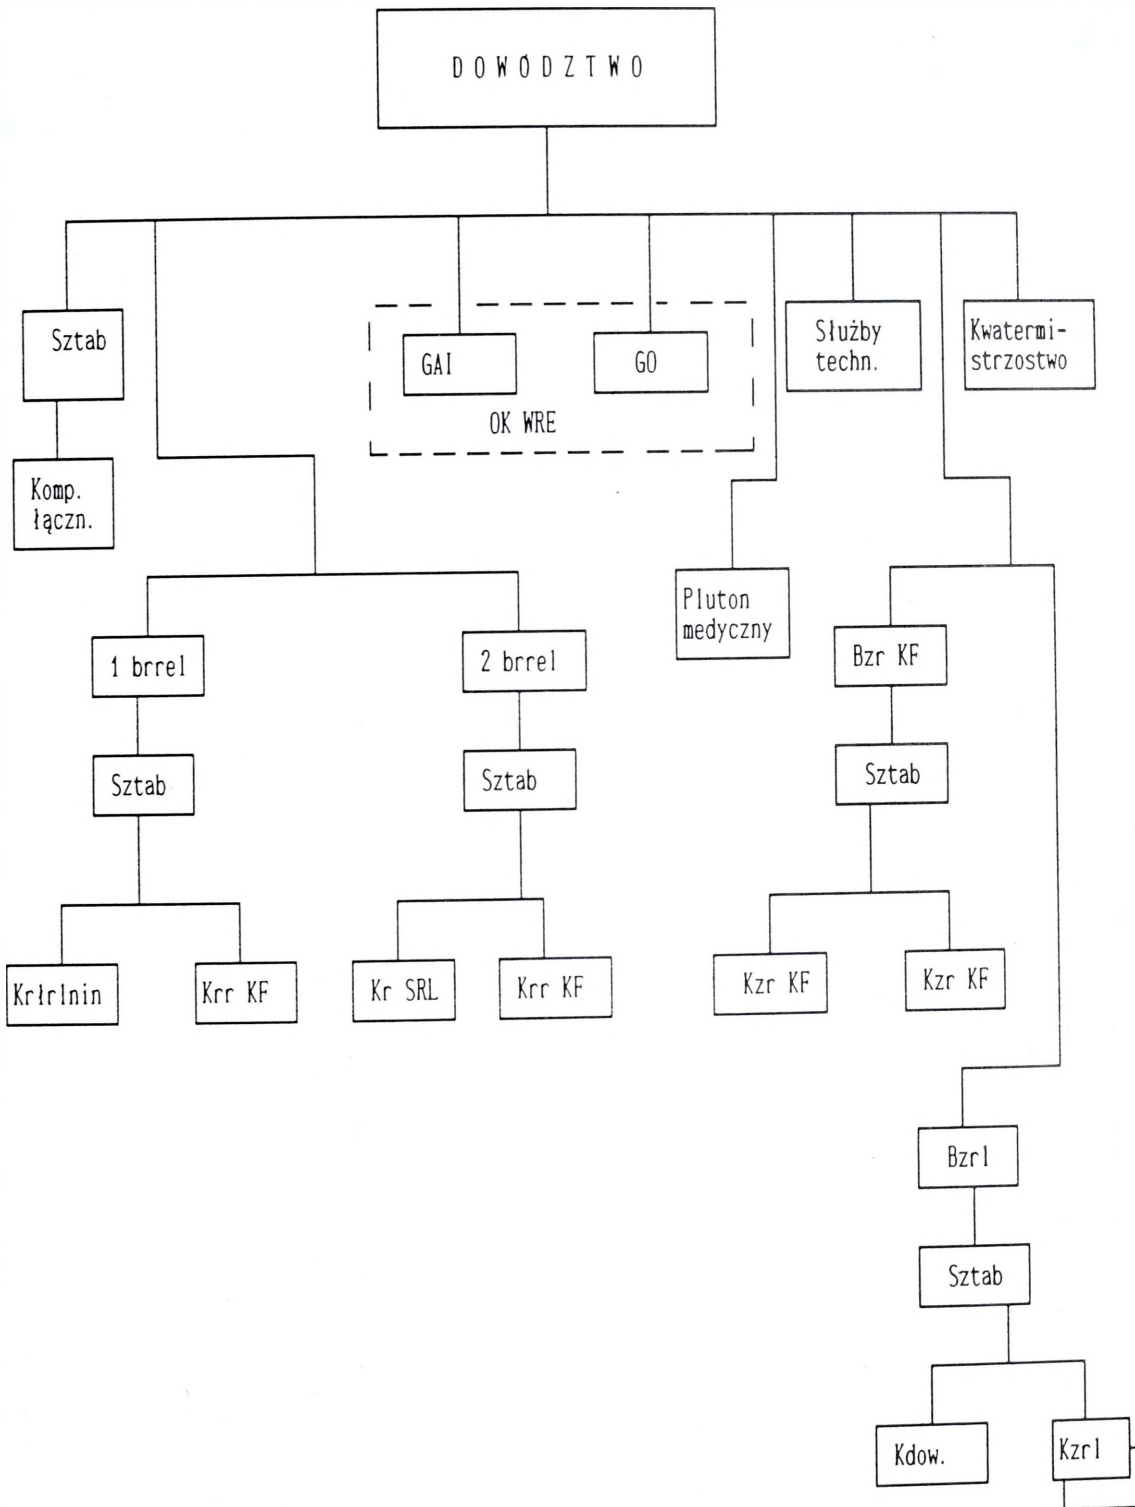 DOWÓDZTWO
Sztab
GAI
GO
OK WRE
Służby
techn.
Kwatermi-
strzostwo
Komp.
łączn.
Pluton
medyczny
1 brrel
2 brrel
Bzr KF
Sztab
Sztab
Sztab
Krłrlnin
Krr KF
Kr SRL
Krr KF
Kzr KF
Kzr KF
Bzrl
Sztab
Kdow.
Kzrl